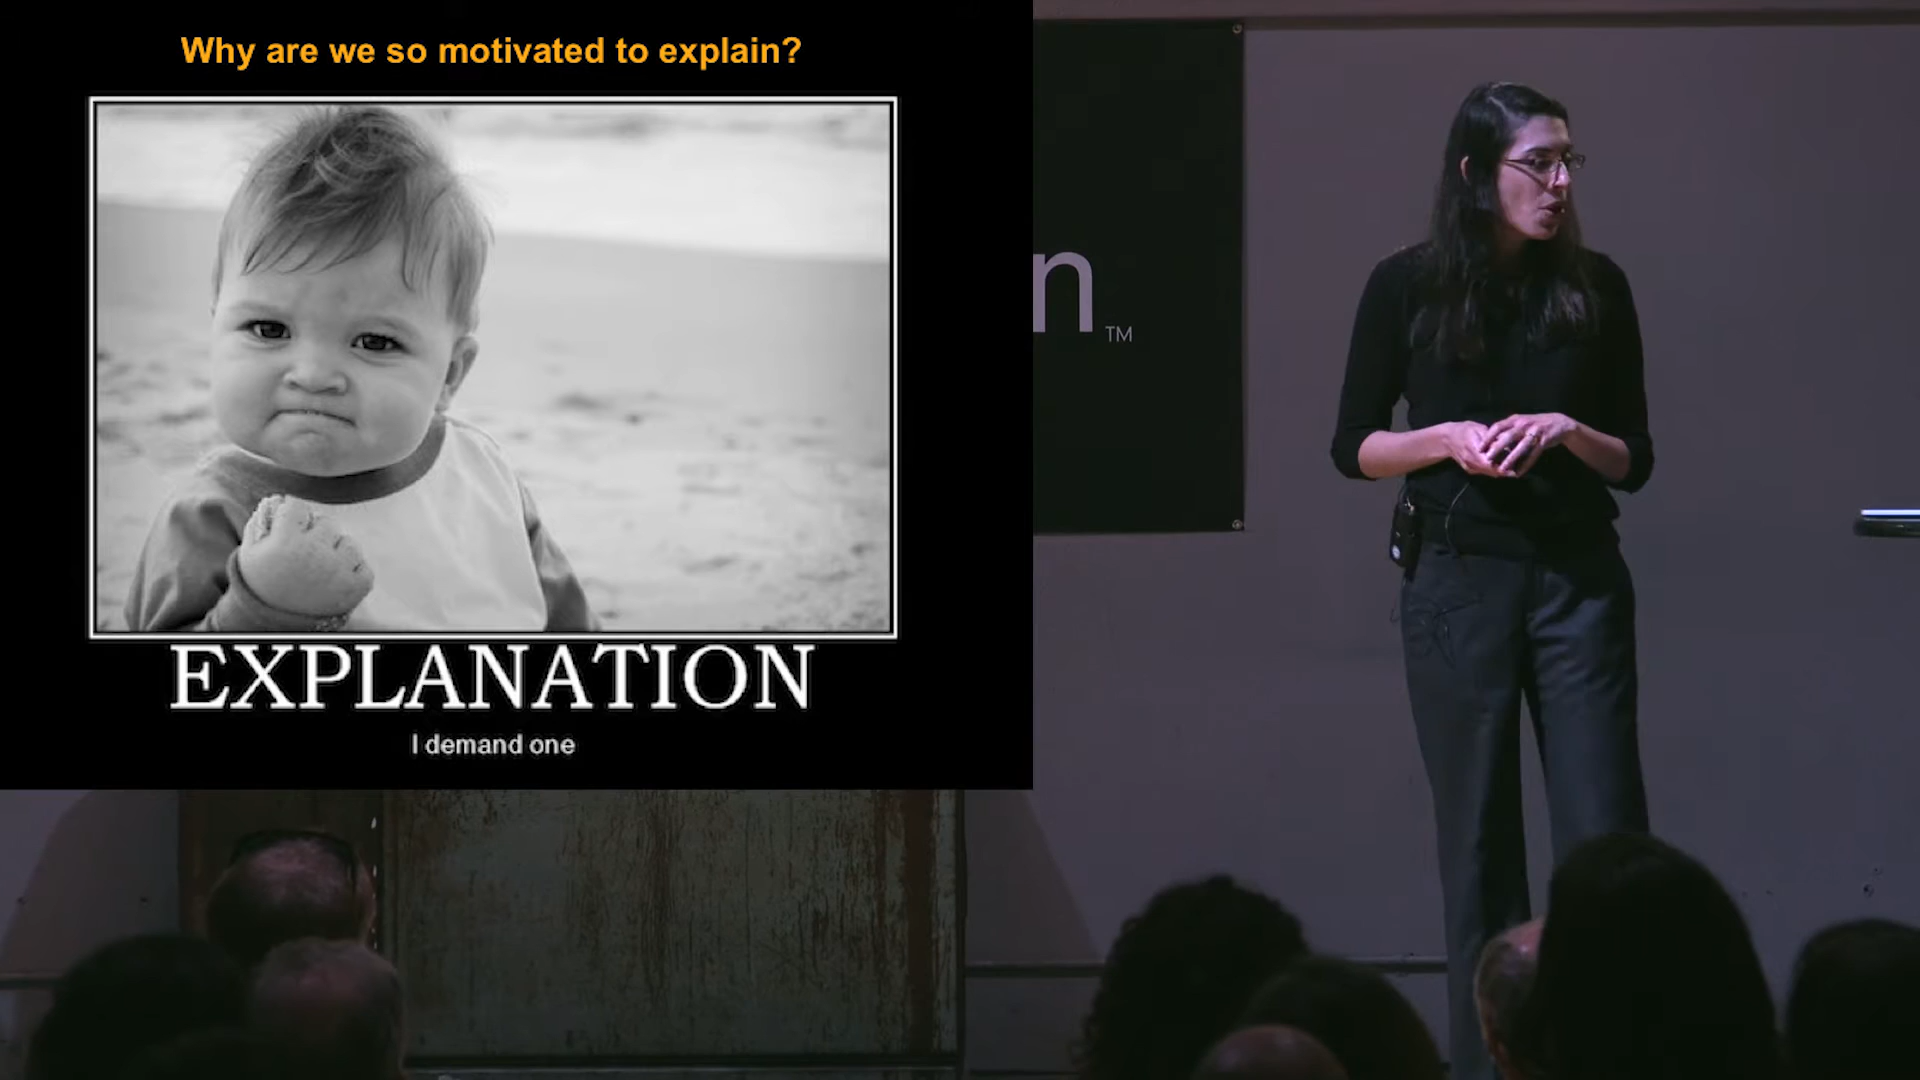 Why are we so motivated to explain?
EXPLANATION
I demand one
n
TM